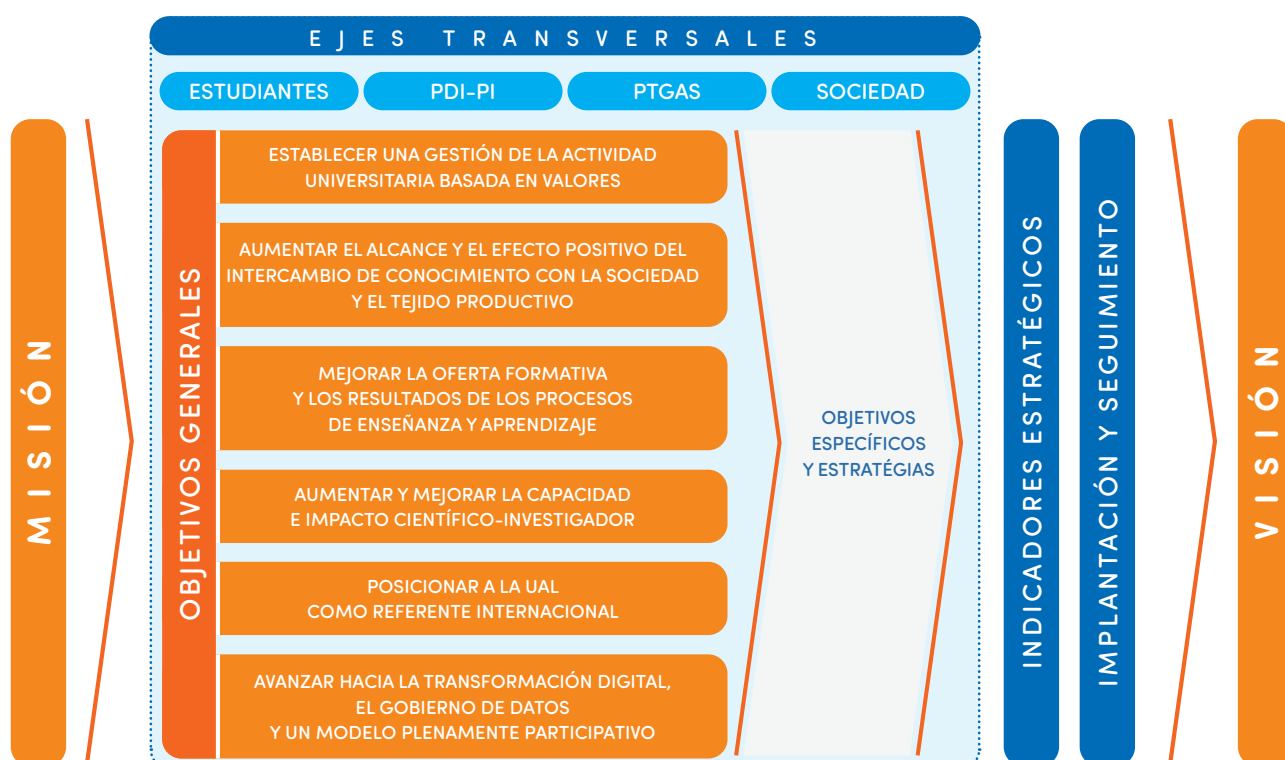 EJES TRANSVERSALES
ESTUDIANTES
PDI-PI
PTGAS
SOCIEDAD
MISIÓN
OBJETIVOS GENERALES
ESTABLECER UNA GESTIÓN DE LA ACTIVIDAD
UNIVERSITARIA BASADA EN VALORES
AUMENTAR EL ALCANCE Y EL EFECTO POSITIVO DEL
INTERCAMBIO DE CONOCIMIENTO CON LA SOCIEDAD
Y EL TEJIDO PRODUCTIVO
MEJORAR LA OFERTA FORMATIVA
Y LOS RESULTADOS DE LOS PROCESOS
DE ENSEÑANZA Y APRENDIZAJE
AUMENTAR Y MEJORAR LA CAPACIDAD
E IMPACTO CIENTÍFICO-INVESTIGADOR
POSICIONAR A LA UAL
COMO REFERENTE INTERNACIONAL
AVANZAR HACIA LA TRANSFORMACIÓN DIGITAL,
EL GOBIERNO DE DATOS
Y UN MODELO PLENAMENTE PARTICIPATIVO
OBJETIVOS
ESPECÍFICOS
Y ESTRATÉGIAS
INDICADORES ESTRATÉGICOS
IMPLANTACIÓN Y SEGUIMIENTO
VISIÓN